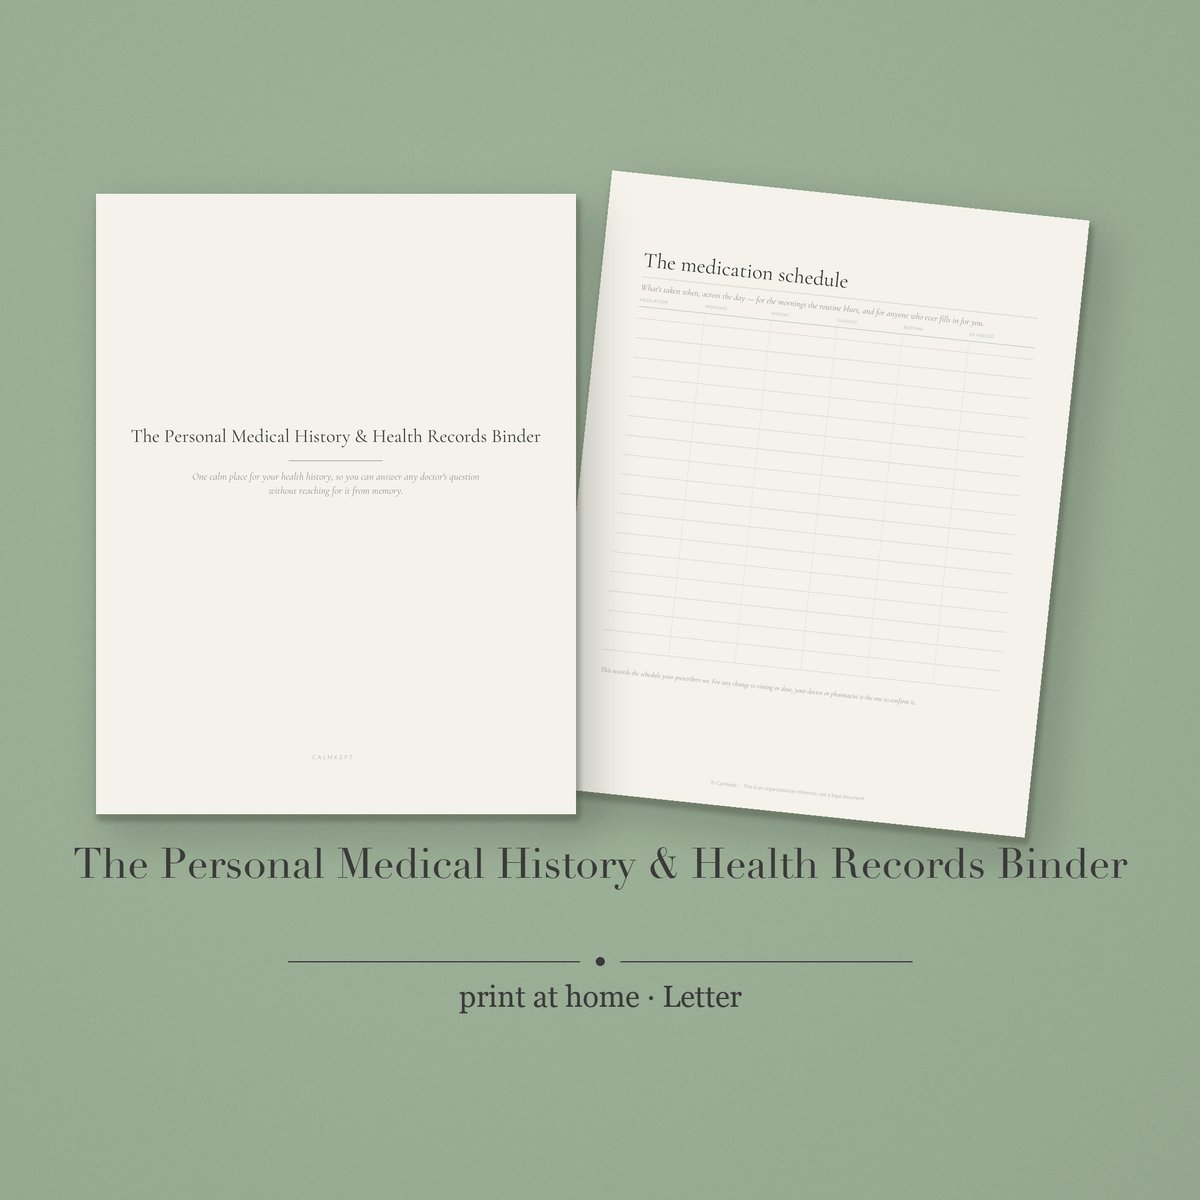 The Personal Medical History & Health Records Binder
One calm place for your health history, so you can answer any doctor's question
without reaching for it from memory.
CALMKEPT
The medication schedule
What's taken when, across the day — for the mornings the routine blurs, and for anyone who ever fills in for you.
MEDICATION MORNING MIDDAY EVENING BEDTIME AS NEEDED
This records the schedule your prescribers set. For any change to timing or dose, your doctor or pharmacist is the one to confirm it.
© Calmkept · This is an organizational reference, not a legal document.
The Personal Medical History & Health Records Binder
print at home · Letter